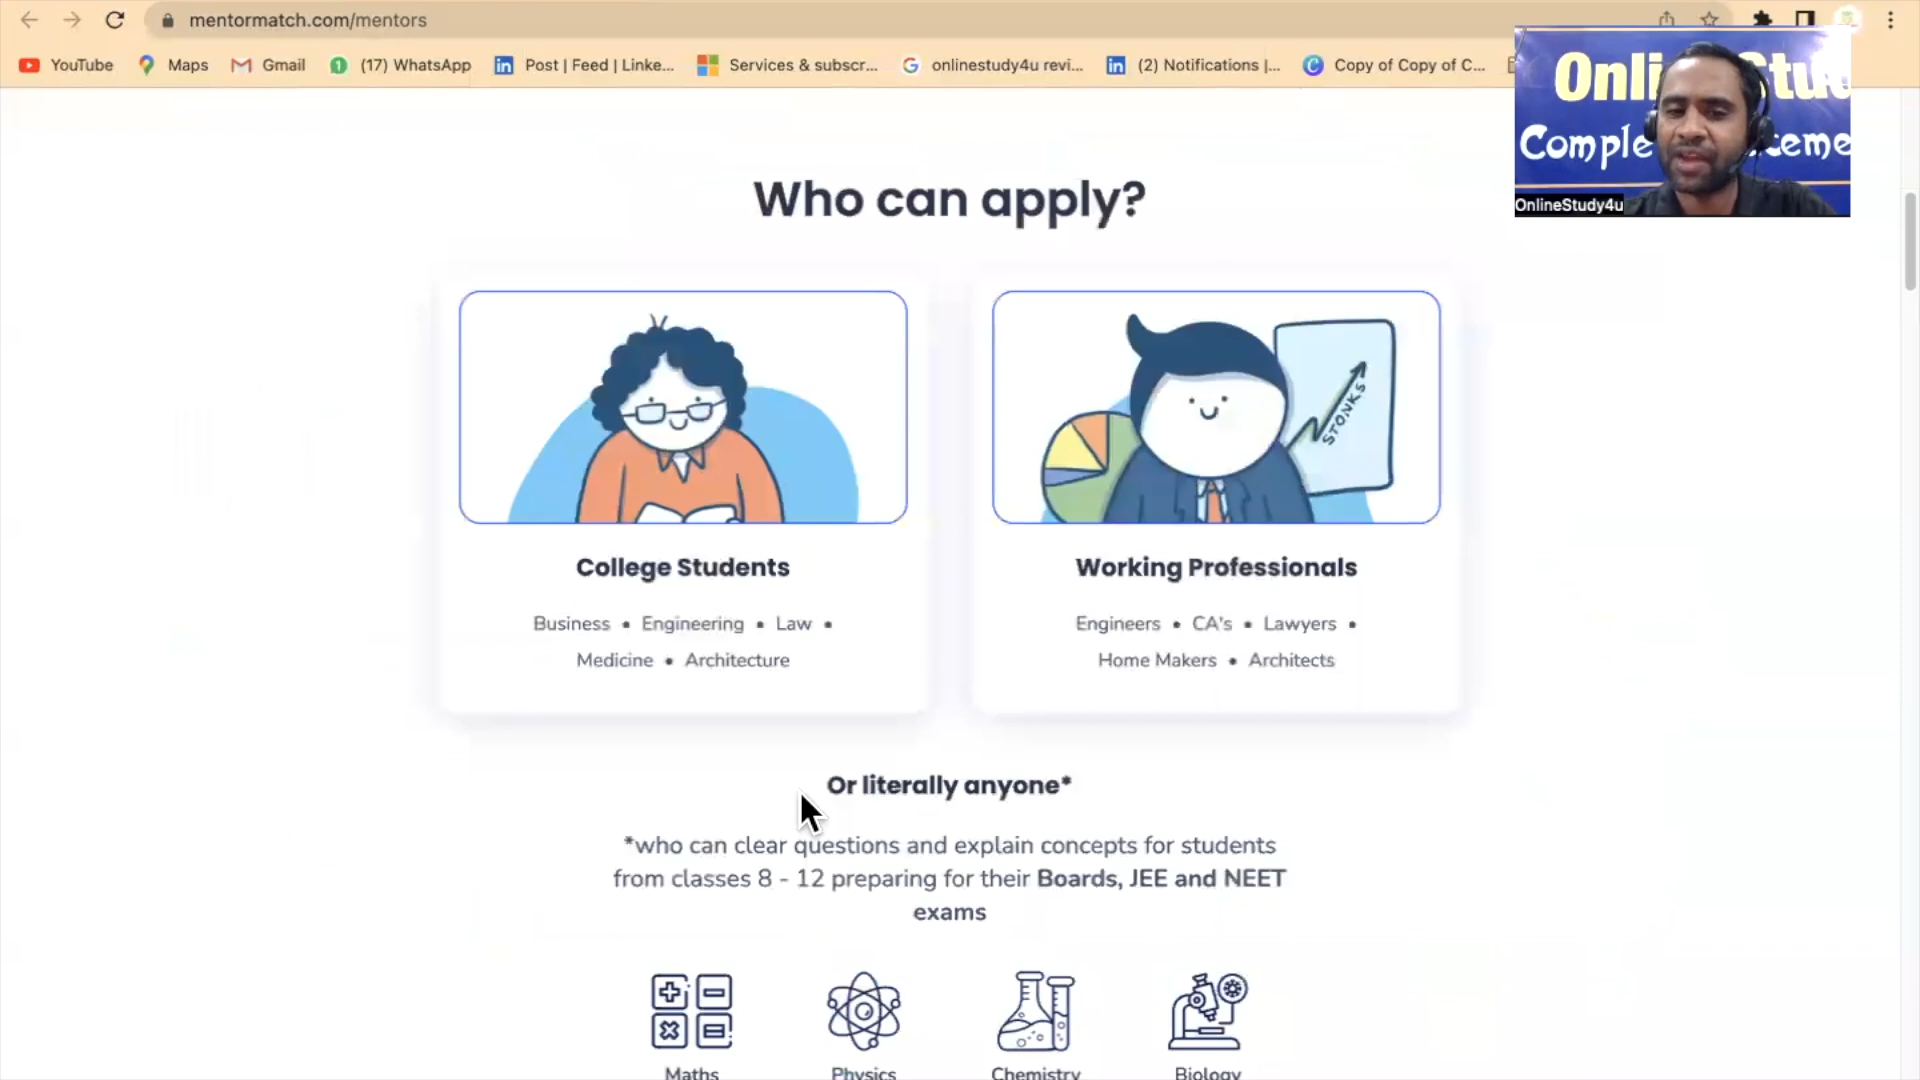 mentormatch.com/mentors
YouTube Maps Gmail (17) WhatsApp Post | Feed | Linke... Services & subscr... onlinestudy4u revi... (2) Notifications |... Copy of Copy of C...
OnlineStudy4u
Who can apply?
STONKS
College Students
Business • Engineering • Law •
Medicine • Architecture
Working Professionals
Engineers • CA's • Lawyers •
Home Makers • Architects
Or literally anyone*
*who can clear questions and explain concepts for students
from classes 8 - 12 preparing for their Boards, JEE and NEET
exams
Maths Physics Chemistry Biology